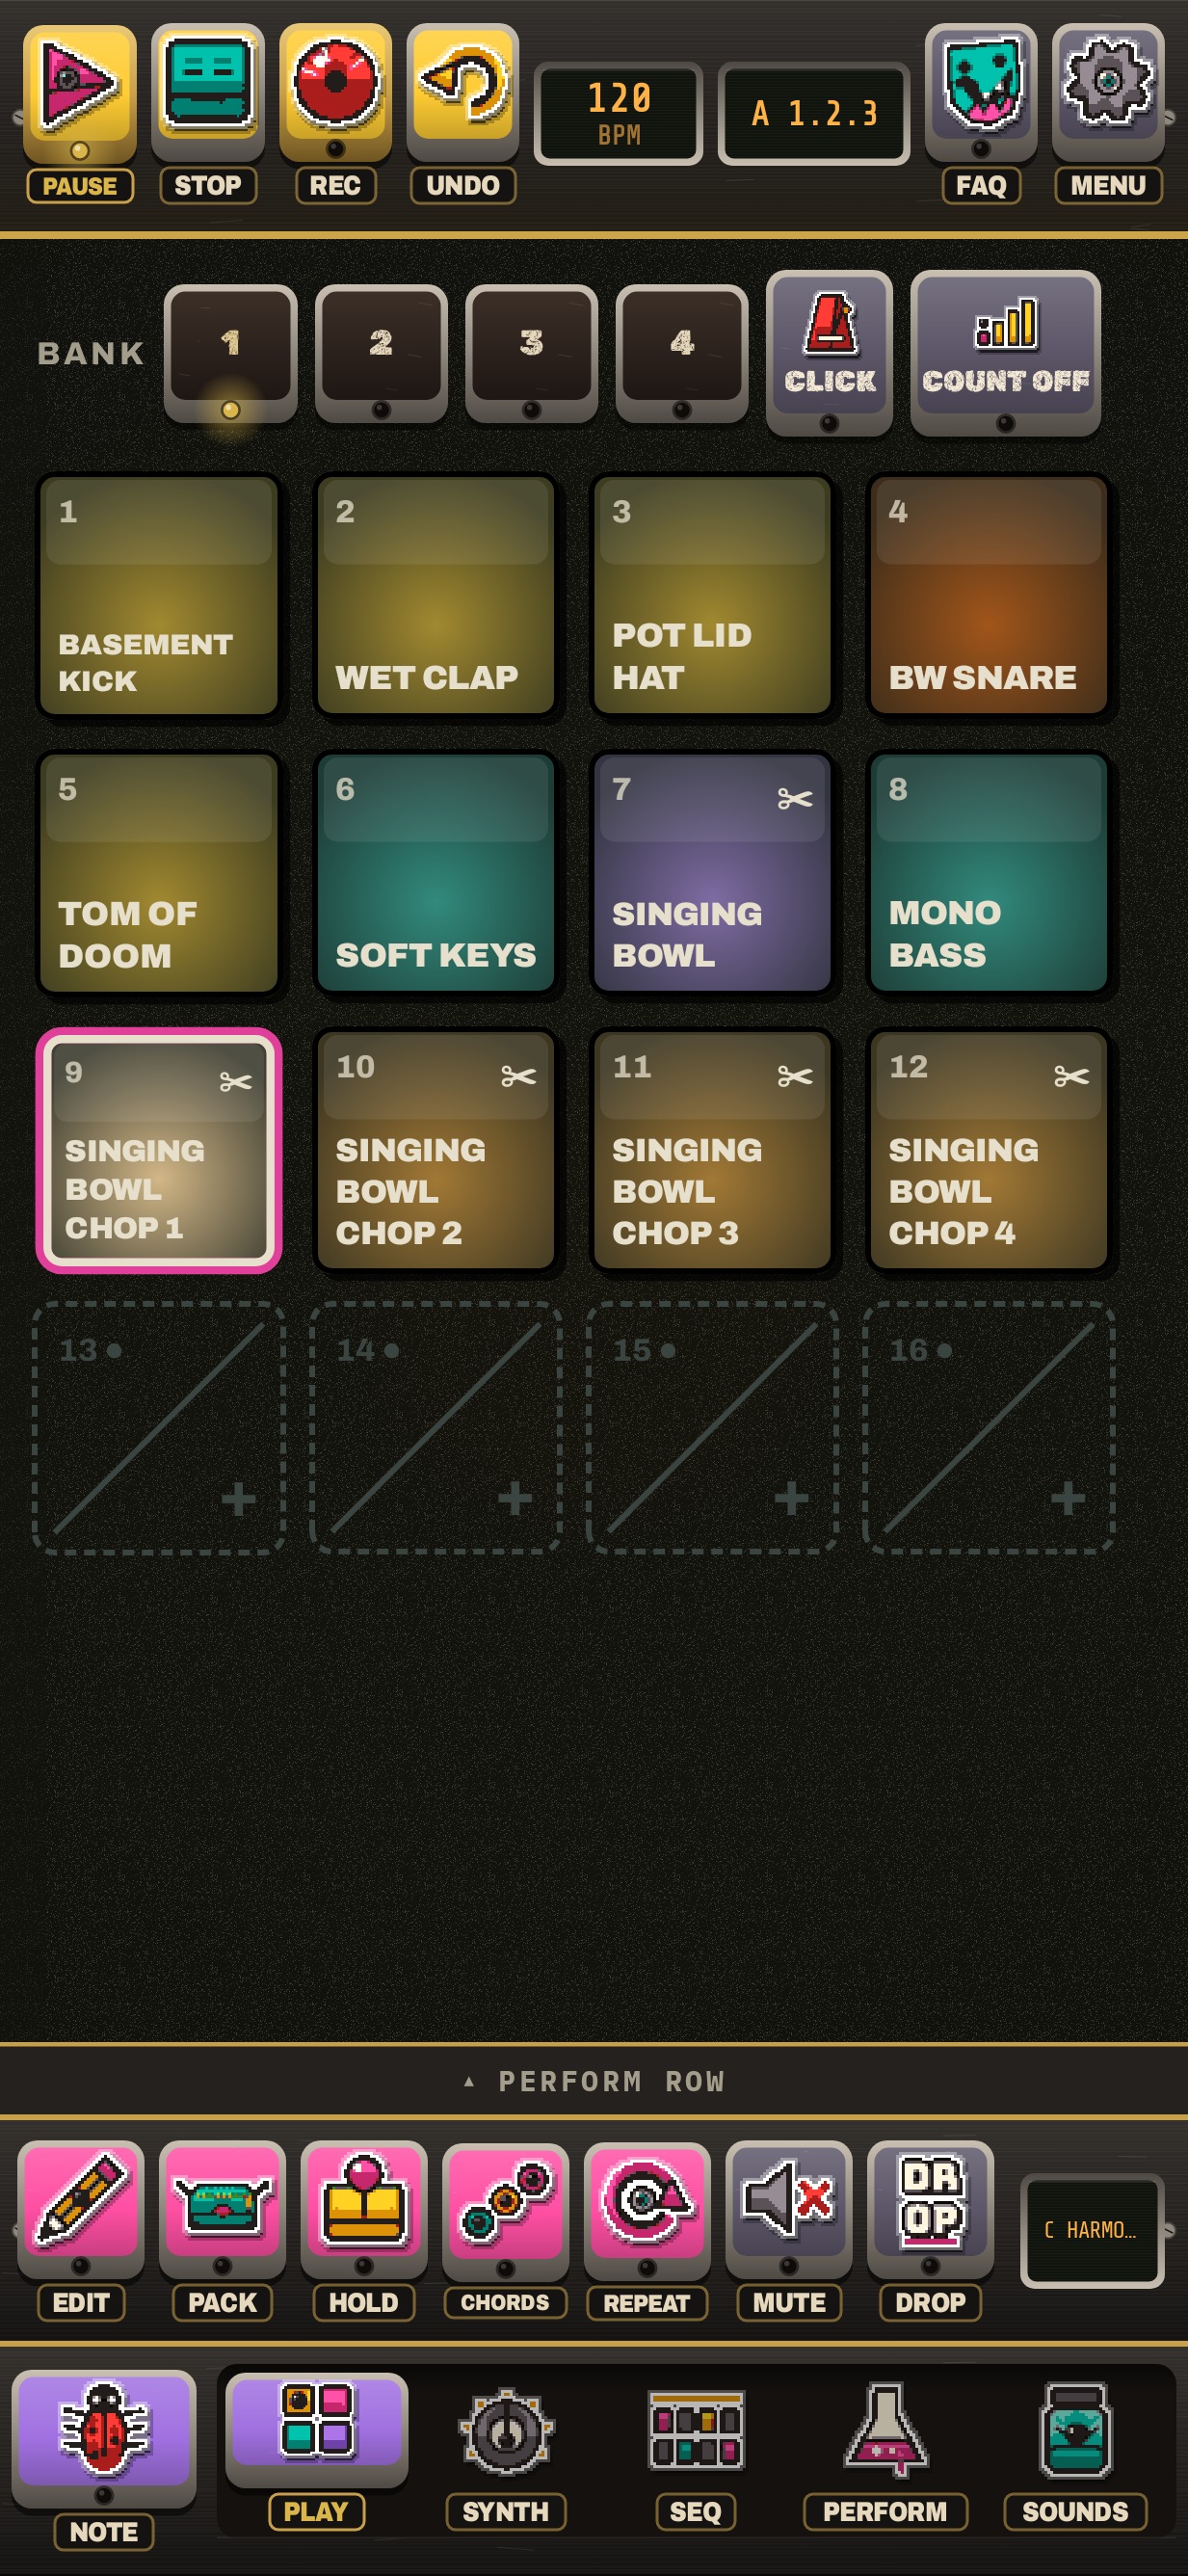 120
BPM
A 1.2.3
PAUSE
STOP
REC
UNDO
FAQ
MENU
BANK
1
2
3
4
CLICK
COUNT OFF
1
BASEMENT
KICK
2
WET CLAP
3
POT LID
HAT
4
BW SNARE
5
TOM OF
DOOM
6
SOFT KEYS
7
SINGING
BOWL
8
MONO
BASS
9
SINGING
BOWL
CHOP 1
10
SINGING
BOWL
CHOP 2
11
SINGING
BOWL
CHOP 3
12
SINGING
BOWL
CHOP 4
13
14
15
16
PERFORM ROW
DR
OP
C HARMO…
EDIT
PACK
HOLD
CHORDS
REPEAT
MUTE
DROP
NOTE
PLAY
SYNTH
SEQ
PERFORM
SOUNDS